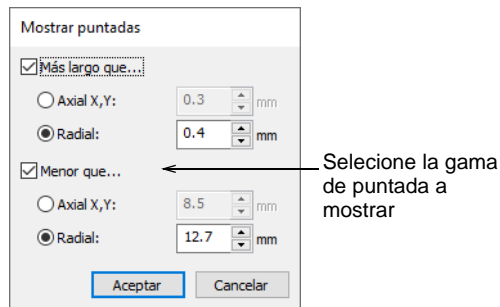 Mostrar puntadas
Más largo que...
Axial X,Y: 0.3 mm
Radial: 0.4 mm
Menor que...
Axial X,Y: 8.5 mm
Radial: 12.7 mm
Aceptar Cancelar
Selecione la gama
de puntada a
mostrar